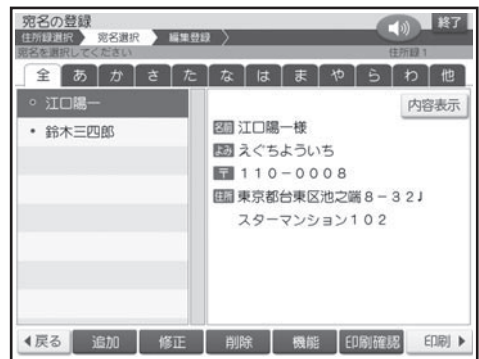 宛名の登録
終了
住所録選択 宛名選択 編集登録
宛名を選択してください
住所録1
全 あ か さ た な は ま や ら わ 他
江口陽一
鈴木三四郎
内容表示
名前 江口陽一様
よみ えぐちよういち
〒 110-0008
住所 東京都台東区池之端8-32」
スターマンション102
戻る 追加 修正 削除 機能 印刷確認 印刷